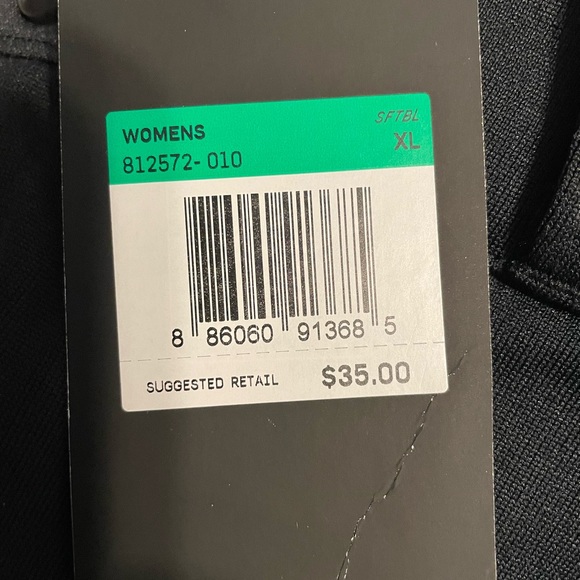 SFTBL
WOMENS
XL
812572- 010
8 86060 91368 5
SUGGESTED RETAIL $35.00